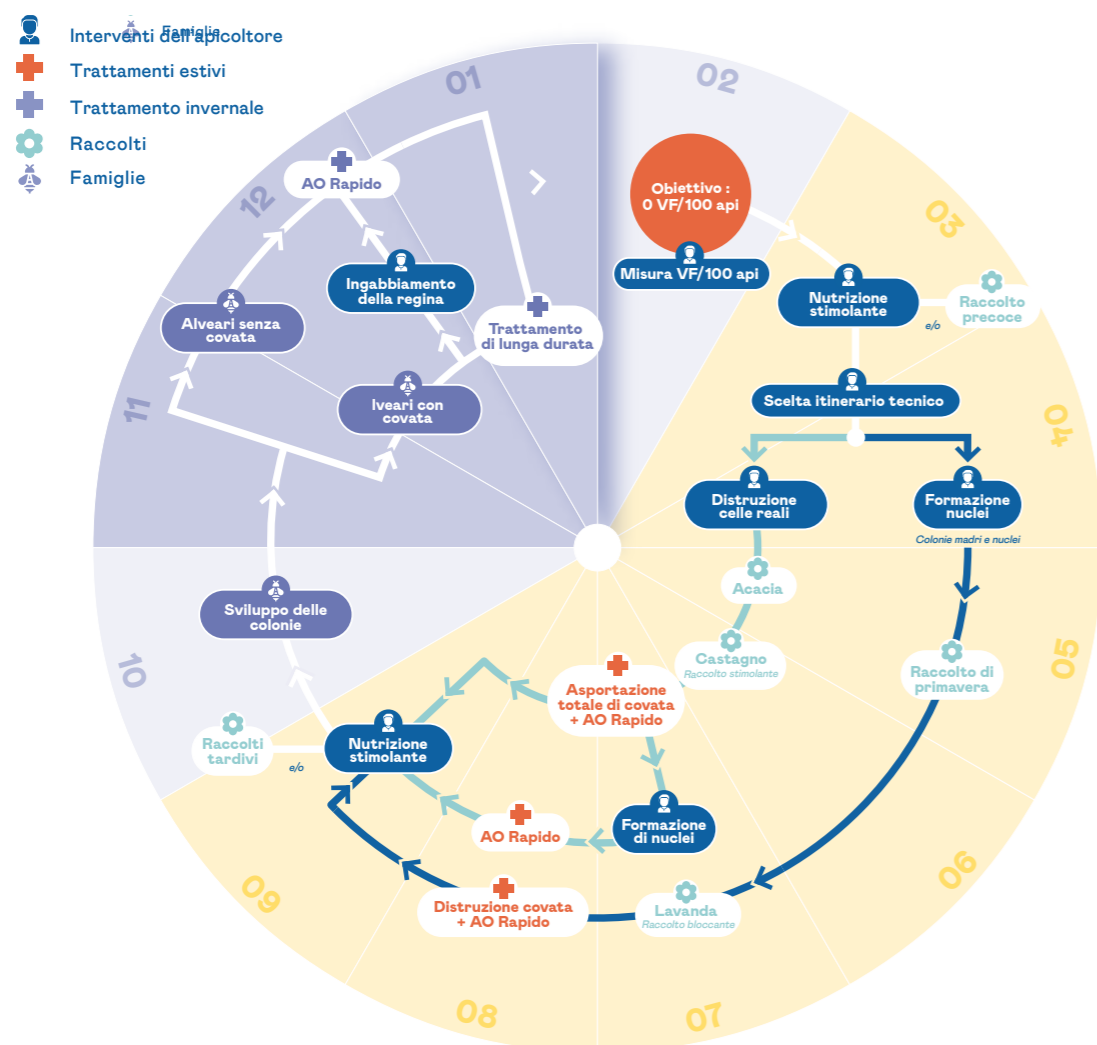 Interventi dell'apicoltore
Famiglie
Trattamenti estivi
Trattamento invernale
Raccolti
Famiglie
01
02
03
04
05
06
07
08
09
10
11
12
Obiettivo :
0 VF/100 api
Misura VF/100 api
Nutrizione
stimolante
e/o
Raccolto
precoce
Scelta itinerario tecnico
Distruzione
celle reali
Formazione
nuclei
Colonie madri e nuclei
Acacia
Castagno
Raccolto stimolante
Raccolto di
primavera
Asportazione
totale di covata
+ AO Rapido
Formazione
di nuclei
AO Rapido
Lavanda
Raccolto bloccante
Distruzione covata
+ AO Rapido
Nutrizione
stimolante
e/o
Raccolti
tardivi
Sviluppo delle
colonie
Iveari con
covata
Alveari senza
covata
Ingabbiamento
della regina
Trattamento
di lunga durata
AO Rapido